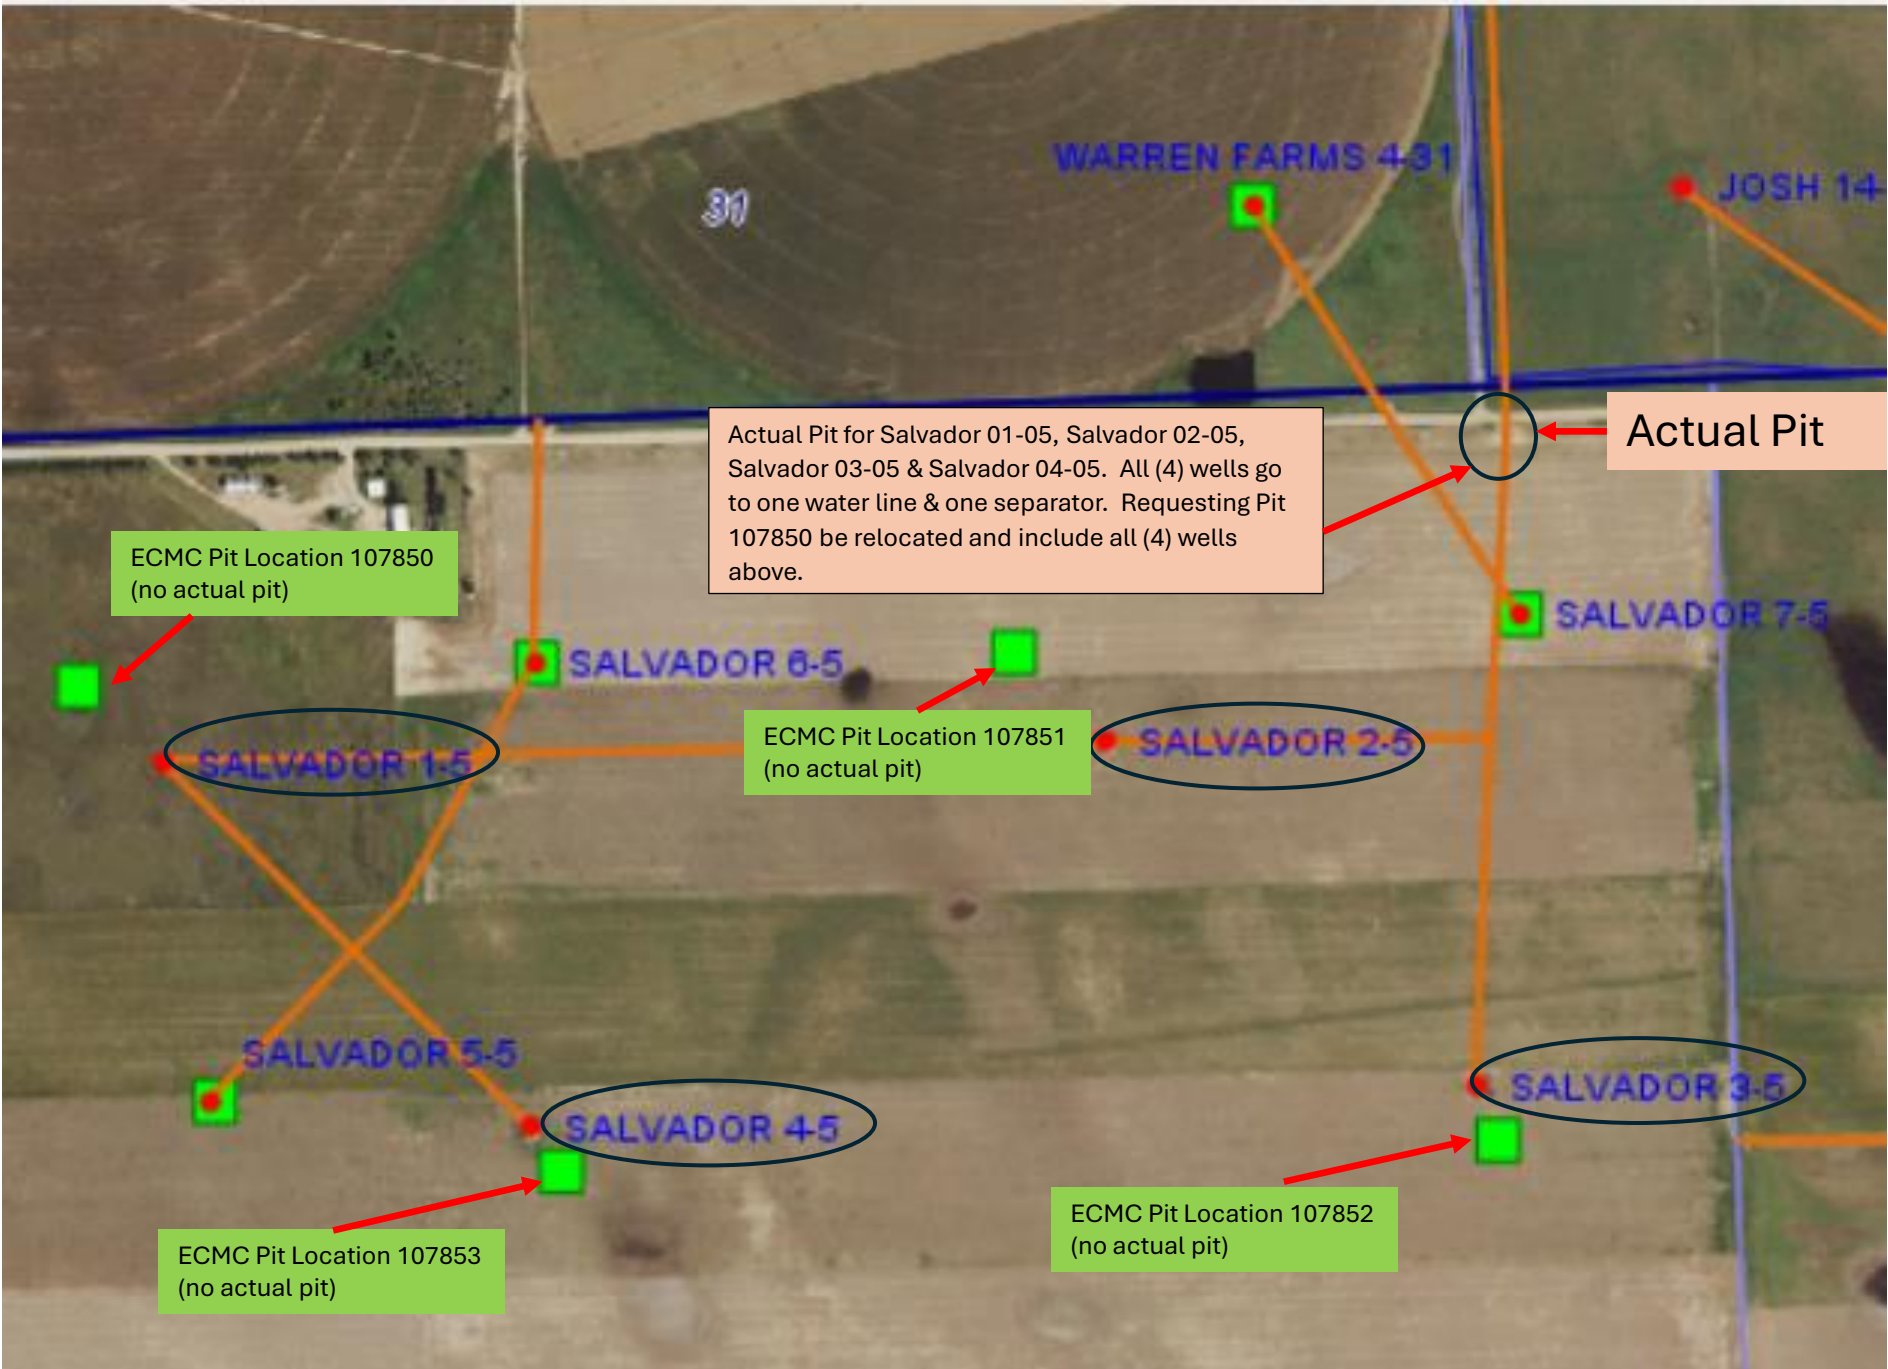 WARREN FARMS 4-31
31
JOSH 14-
Actual Pit for Salvador 01-05, Salvador 02-05,
Salvador 03-05 & Salvador 04-05. All (4) wells go
to one water line & one separator. Requesting Pit
107850 be relocated and include all (4) wells
above.
Actual Pit
ECMC Pit Location 107850
(no actual pit)
SALVADOR 7-5
SALVADOR 6-5
ECMC Pit Location 107851
(no actual pit)
SALVADOR 2-5
SALVADOR 1-5
SALVADOR 5-5
SALVADOR 3-5
SALVADOR 4-5
ECMC Pit Location 107852
(no actual pit)
ECMC Pit Location 107853
(no actual pit)